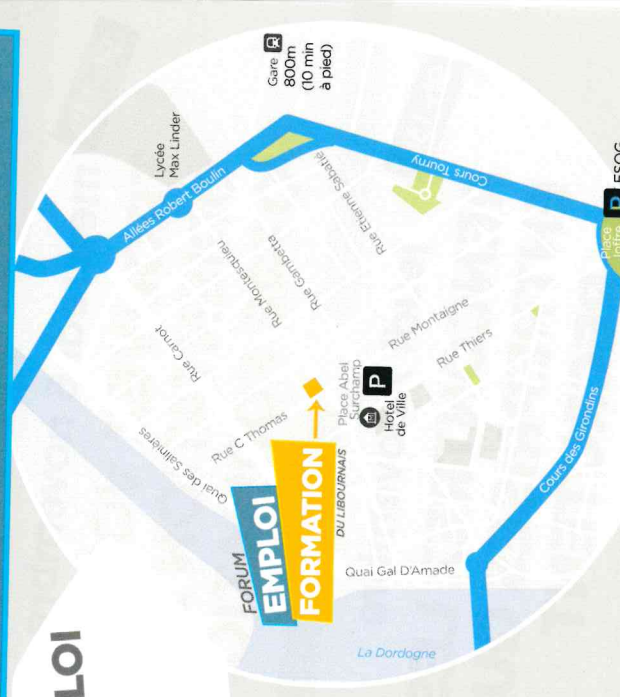 LOI
Gare
800m
(10 min
à pied)
Lycée
Max Linder
Allées Robert Boulin
Cours Tourny
Rue Etienne Sabatié
Rue Montesquieu
Rue Gambetta
Rue Carnot
Rue Montaigne
Rue Thiers
Place Abel
Surchamp
P
Hotel
de Ville
Rue C Thomas
Quai des Salinières
FORUM
EMPLOI
FORMATION
DU LIBOURNAIS
Quai Gal D'Amade
Cours des Girondins
La Dordogne
Place
Joffre
P ESOG